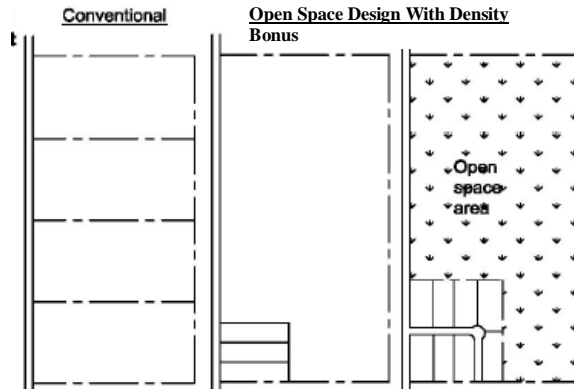 Conventional
Open Space Design With Density
Bonus
Open
space
area